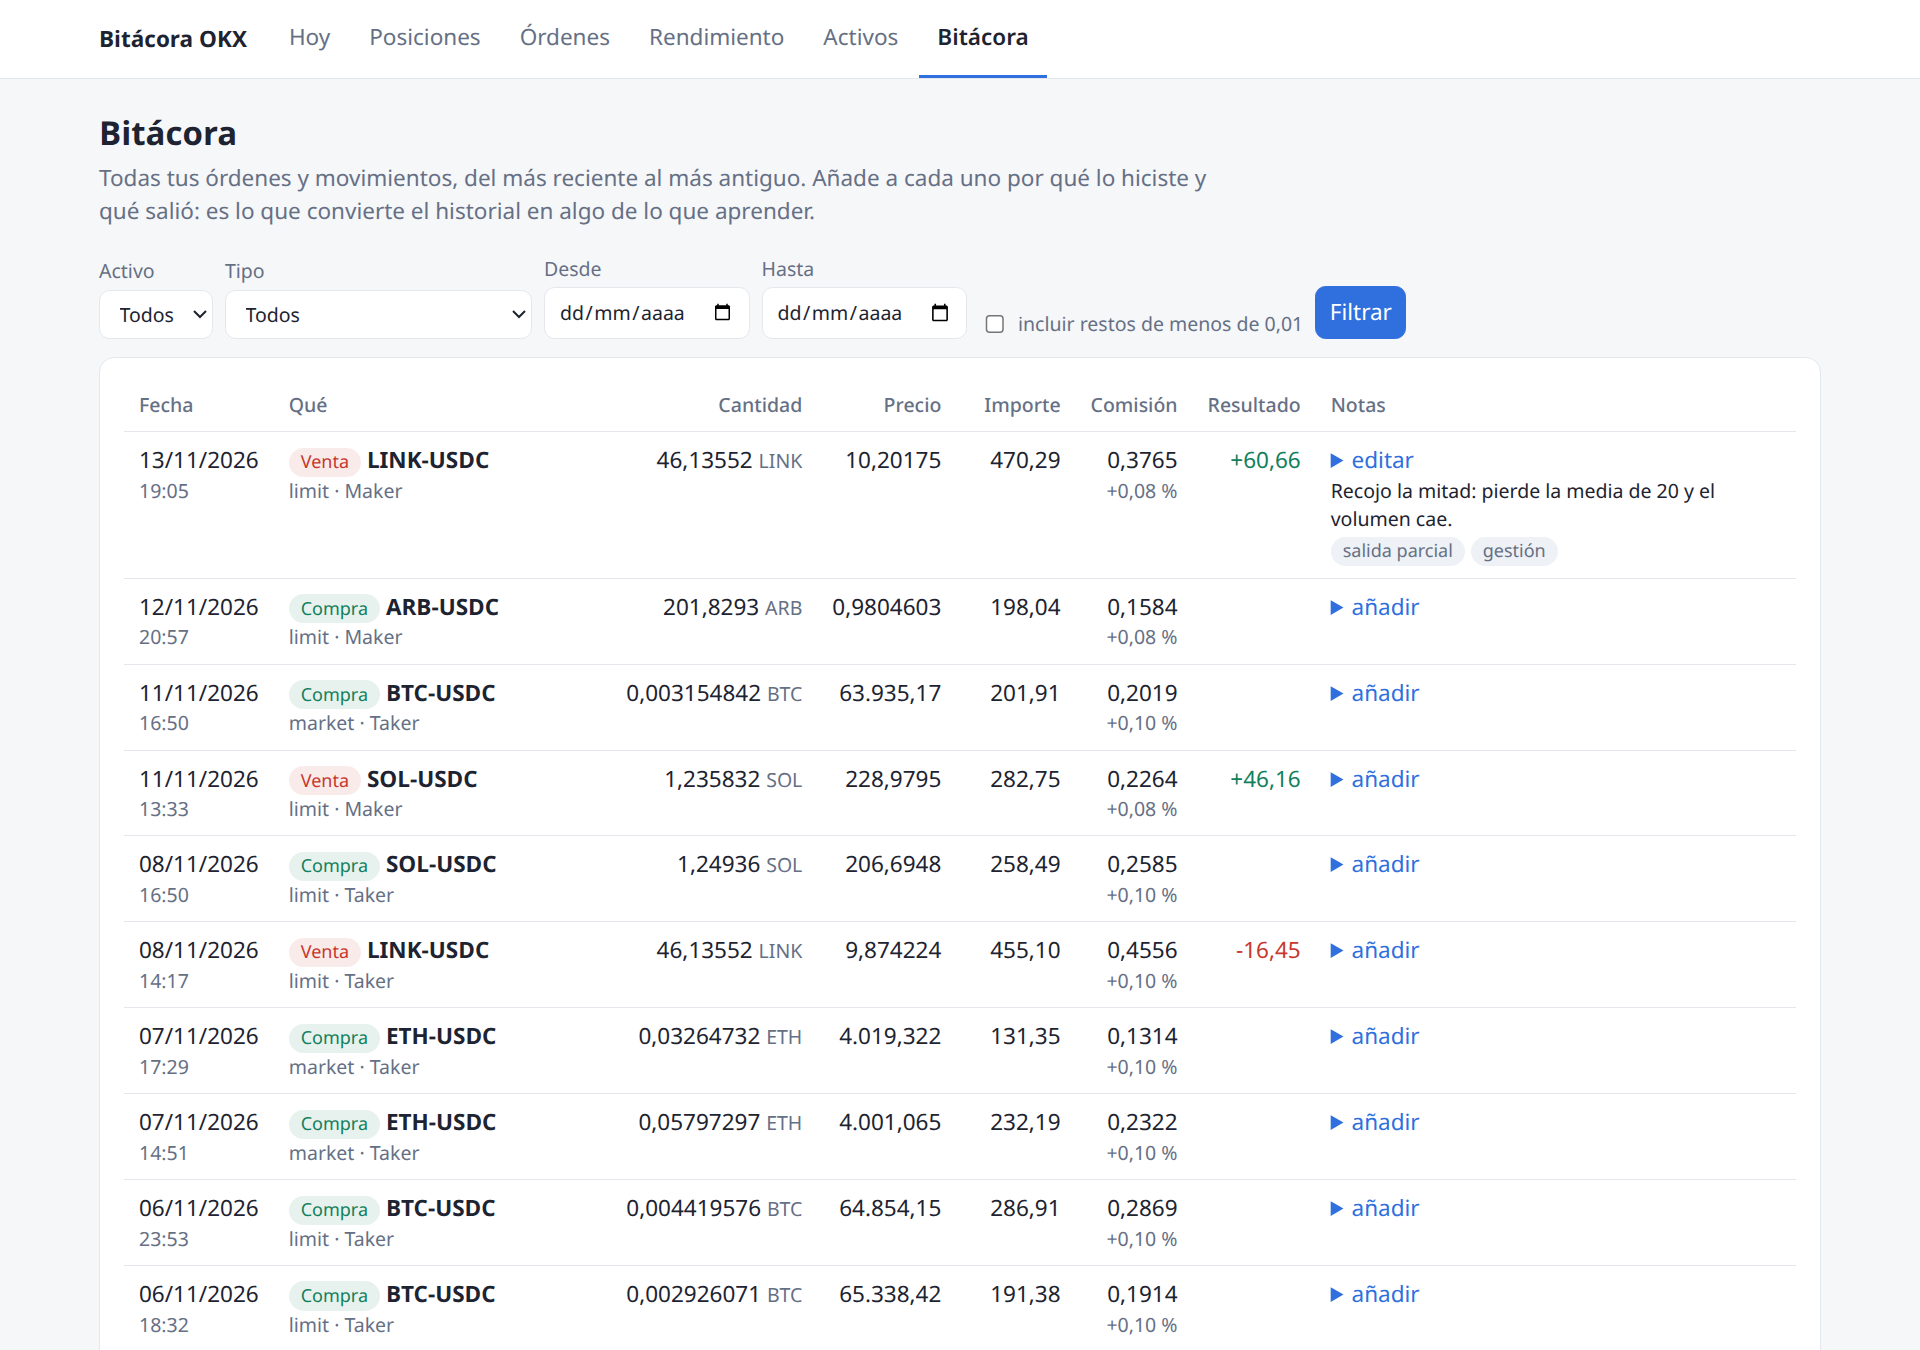 Bitácora OKX Hoy Posiciones Órdenes Rendimiento Activos Bitácora
Bitácora
Todas tus órdenes y movimientos, del más reciente al más antiguo. Añade a cada uno por qué lo hiciste y
qué salió: es lo que convierte el historial en algo de lo que aprender.
Activo Tipo Desde Hasta
Todos Todos dd/mm/aaaa dd/mm/aaaa incluir restos de menos de 0,01 Filtrar
Fecha Qué Cantidad Precio Importe Comisión Resultado Notas
13/11/2026 Venta LINK-USDC 46,13552 LINK 10,20175 470,29 0,3765 +60,66 ▶ editar
19:05 limit · Maker +0,08 % Recojo la mitad: pierde la media de 20 y el
volumen cae.
salida parcial gestión
12/11/2026 Compra ARB-USDC 201,8293 ARB 0,9804603 198,04 0,1584 ▶ añadir
20:57 limit · Maker +0,08 %
11/11/2026 Compra BTC-USDC 0,003154842 BTC 63.935,17 201,91 0,2019 ▶ añadir
16:50 market · Taker +0,10 %
11/11/2026 Venta SOL-USDC 1,235832 SOL 228,9795 282,75 0,2264 +46,16 ▶ añadir
13:33 limit · Maker +0,08 %
08/11/2026 Compra SOL-USDC 1,24936 SOL 206,6948 258,49 0,2585 ▶ añadir
16:50 limit · Taker +0,10 %
08/11/2026 Venta LINK-USDC 46,13552 LINK 9,874224 455,10 0,4556 -16,45 ▶ añadir
14:17 limit · Taker +0,10 %
07/11/2026 Compra ETH-USDC 0,03264732 ETH 4.019,322 131,35 0,1314 ▶ añadir
17:29 market · Taker +0,10 %
07/11/2026 Compra ETH-USDC 0,05797297 ETH 4.001,065 232,19 0,2322 ▶ añadir
14:51 market · Taker +0,10 %
06/11/2026 Compra BTC-USDC 0,004419576 BTC 64.854,15 286,91 0,2869 ▶ añadir
23:53 limit · Taker +0,10 %
06/11/2026 Compra BTC-USDC 0,002926071 BTC 65.338,42 191,38 0,1914 ▶ añadir
18:32 limit · Taker +0,10 %